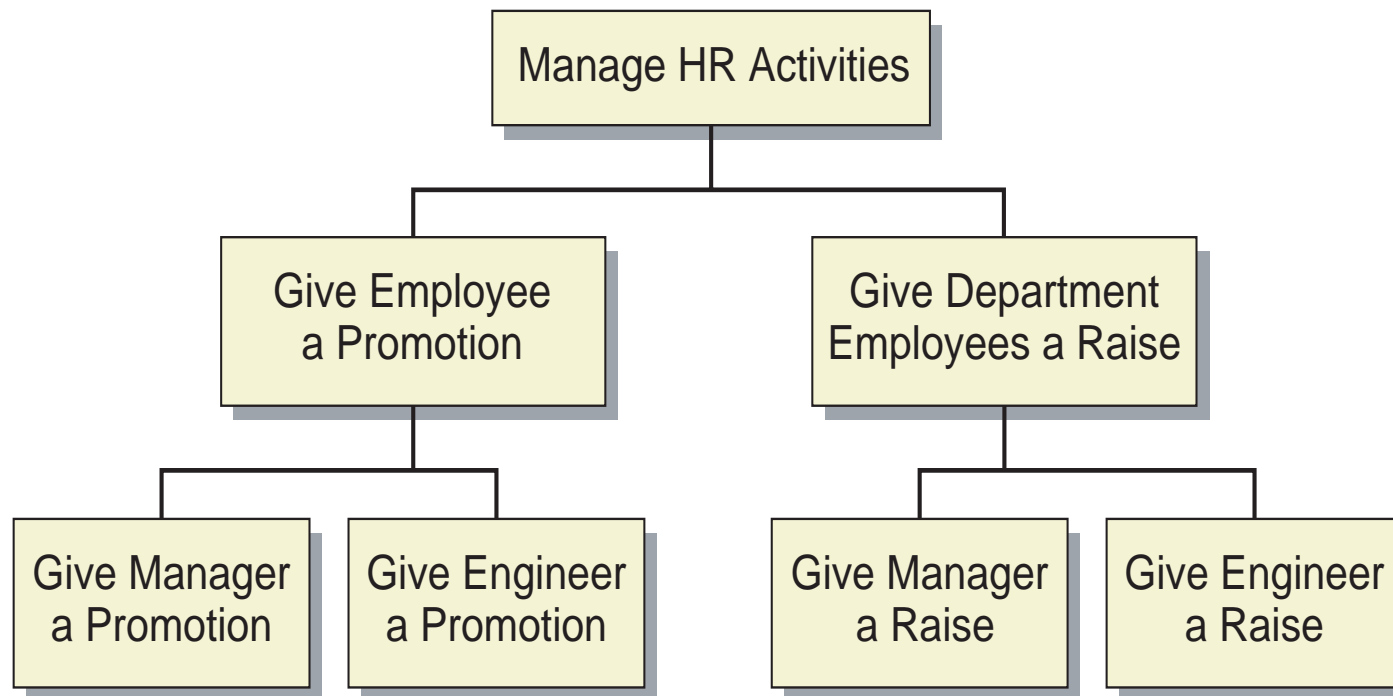 Manage HR Activities
Give Employee
a Promotion
Give Department
Employees a Raise
Give Manager
a Promotion
Give Engineer
a Promotion
Give Manager
a Raise
Give Engineer
a Raise